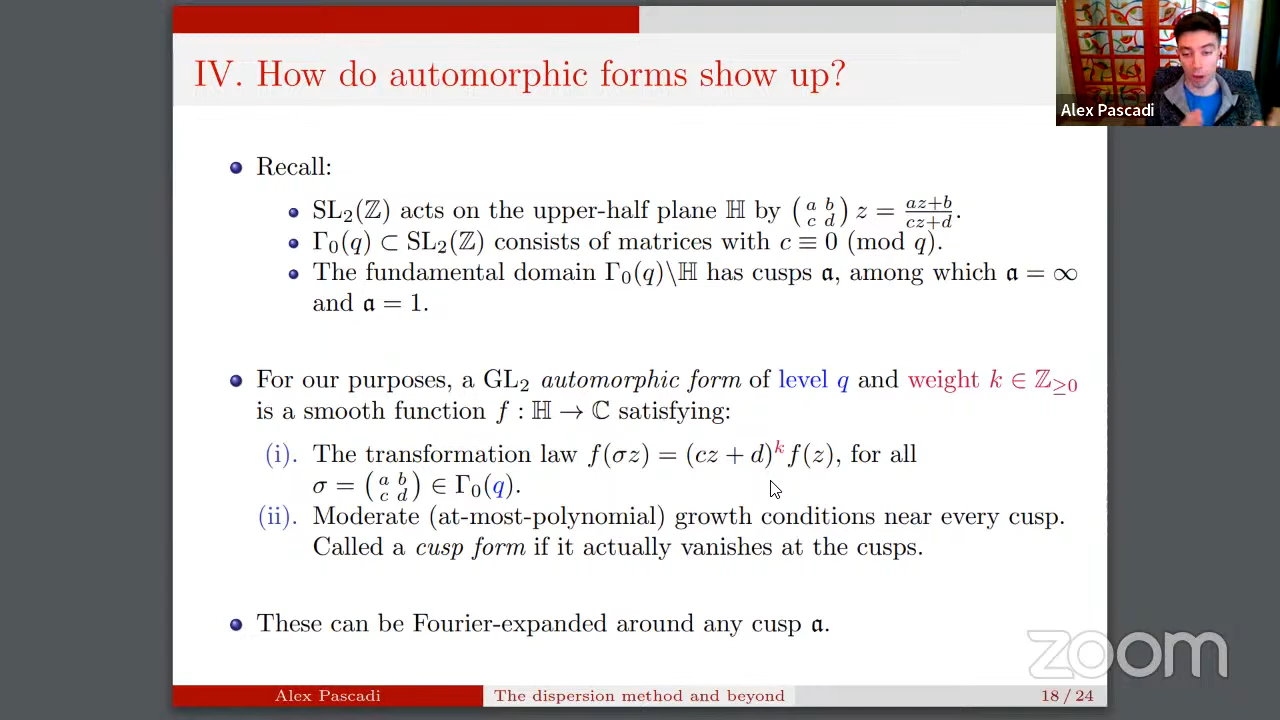 IV. How do automorphic forms show up?
Alex Pascadi
Recall:
SL₂(ℤ) acts on the upper-half plane ℍ by (a b c d) z = az+b/cz+d.
Γ₀(q) ⊂ SL₂(ℤ) consists of matrices with c ≡ 0 (mod q).
The fundamental domain Γ₀(q)\ℍ has cusps 𝔞, among which 𝔞 = ∞
and 𝔞 = 1.
For our purposes, a GL₂ automorphic form of level q and weight k ∈ ℤ≥0
is a smooth function f : ℍ → ℂ satisfying:
(i). The transformation law f(σz) = (cz + d)ᵏf(z), for all
σ = (a b c d) ∈ Γ₀(q).
(ii). Moderate (at-most-polynomial) growth conditions near every cusp.
Called a cusp form if it actually vanishes at the cusps.
These can be Fourier-expanded around any cusp 𝔞.
zoom
Alex Pascadi The dispersion method and beyond 18 / 24